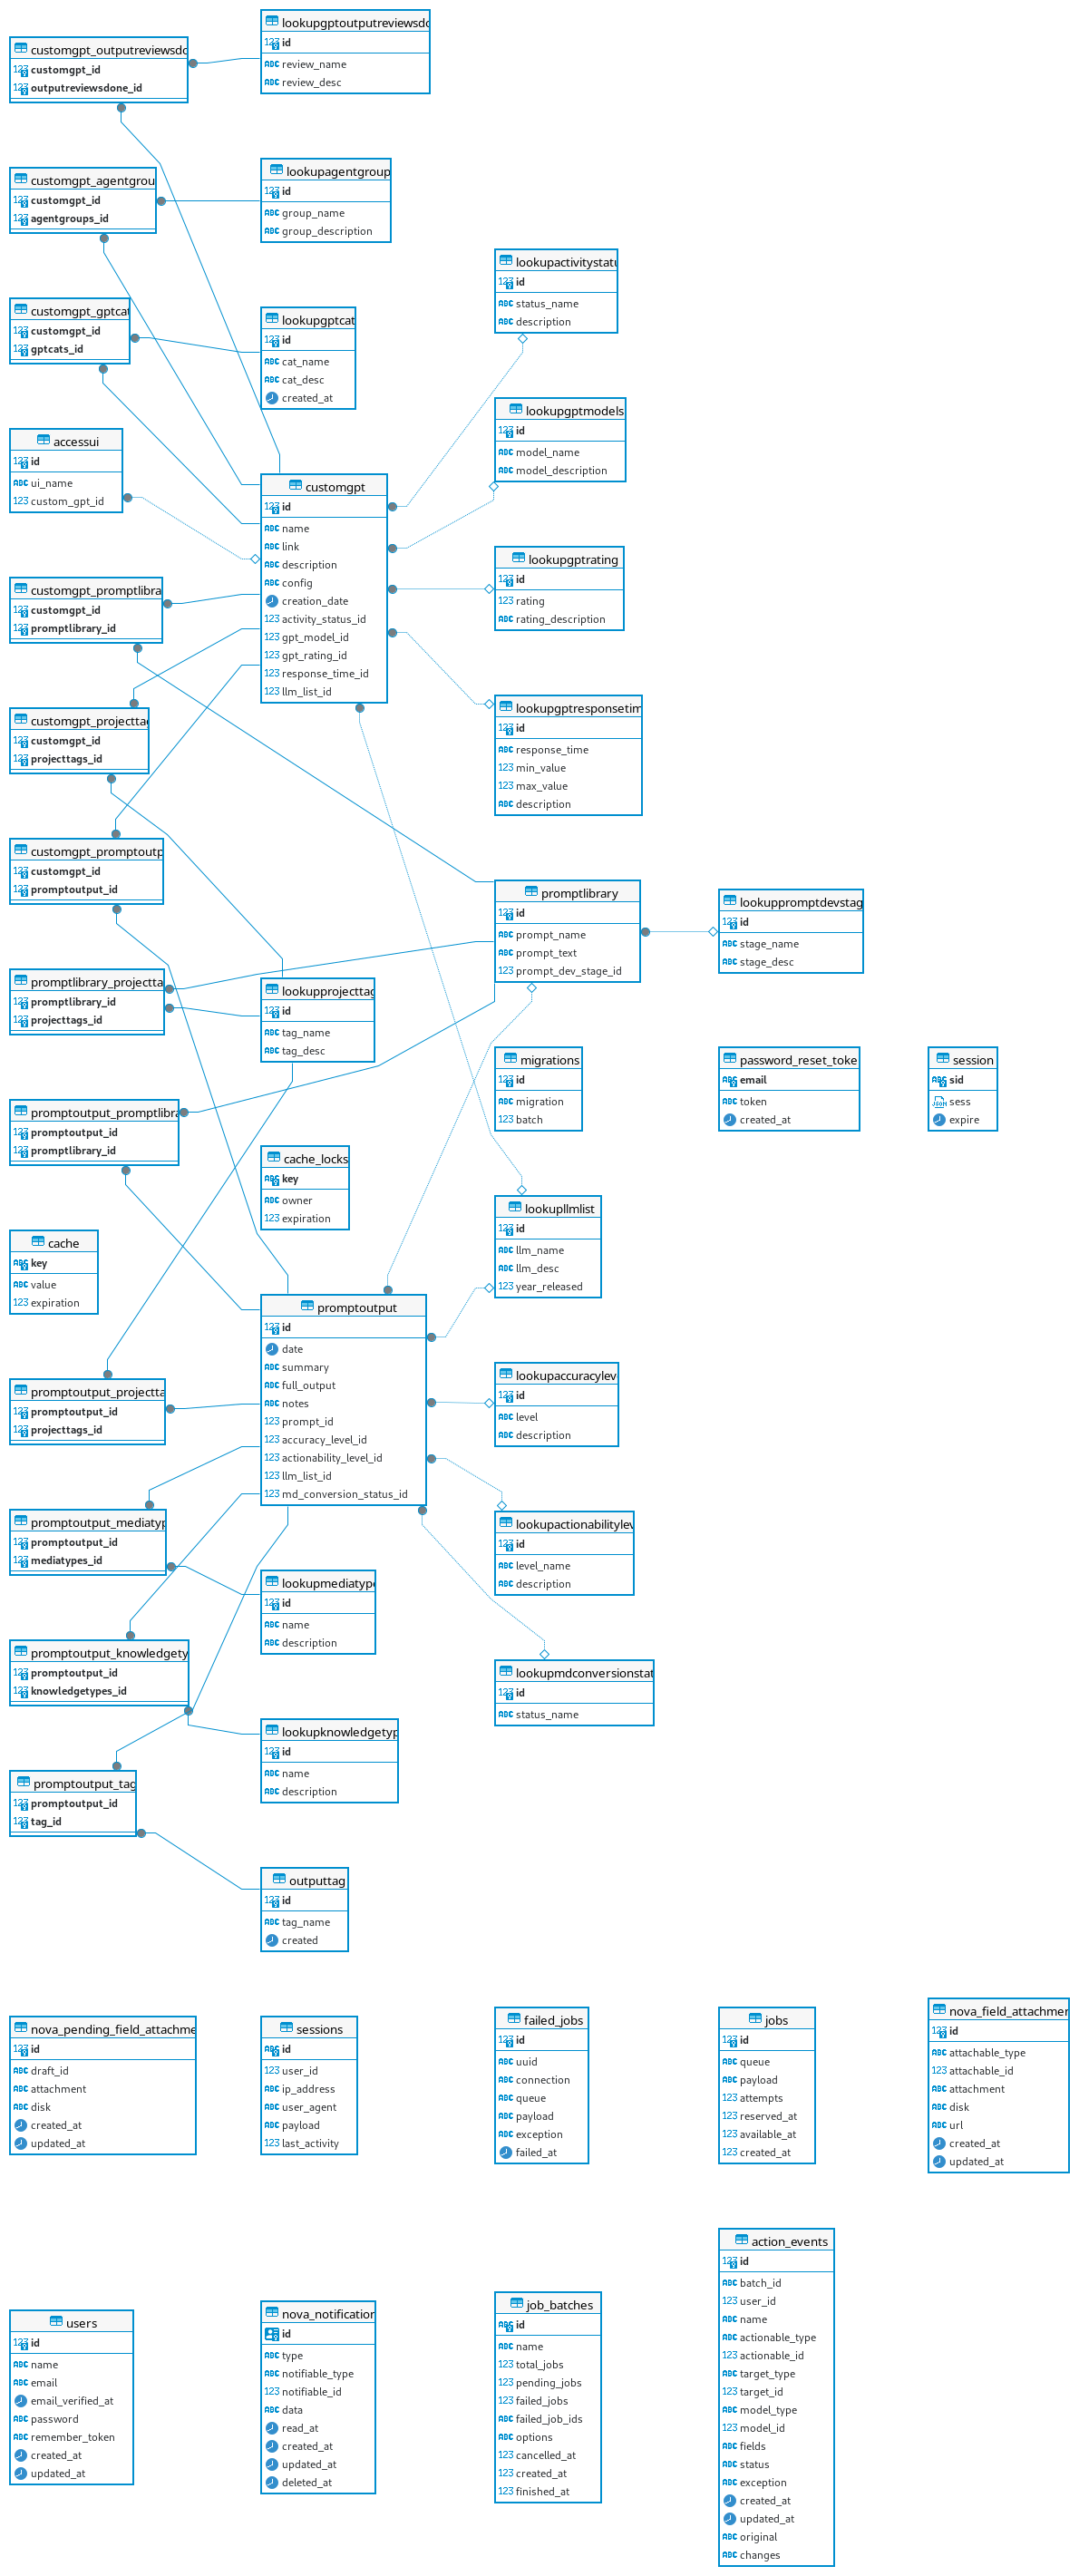 lookupgptoutputreviewsdo
id
review_name
review_desc
customgpt_outputreviewsdo
customgpt_id
outputreviewsdone_id
lookupagentgroup
id
group_name
group_description
customgpt_agentgrou
customgpt_id
agentgroups_id
lookupactivitystatu
id
status_name
description
customgpt_gptcat
customgpt_id
gptcats_id
lookupgptcat
id
cat_name
cat_desc
created_at
lookupgptmodels
id
model_name
model_description
accessui
id
ui_name
custom_gpt_id
customgpt
id
name
link
description
config
creation_date
activity_status_id
gpt_model_id
gpt_rating_id
response_time_id
llm_list_id
lookupgptrating
id
rating
rating_description
customgpt_promptlibra
customgpt_id
promptlibrary_id
lookupgptresponsetim
id
response_time
min_value
max_value
description
customgpt_projecttag
customgpt_id
projecttags_id
customgpt_promptoutp
customgpt_id
promptoutput_id
promptlibrary
id
prompt_name
prompt_text
prompt_dev_stage_id
lookuppromptdevstag
id
stage_name
stage_desc
promptlibrary_projectta
promptlibrary_id
projecttags_id
lookupprojecttag
id
tag_name
tag_desc
migrations
id
migration
batch
password_reset_toke
email
token
created_at
session
sid
sess
expire
promptoutput_promptlibra
promptoutput_id
promptlibrary_id
cache_locks
key
owner
expiration
lookupllmlist
id
llm_name
llm_desc
year_released
cache
key
value
expiration
promptoutput
id
date
summary
full_output
notes
prompt_id
accuracy_level_id
actionability_level_id
llm_list_id
md_conversion_status_id
lookupaccuracylev
id
level
description
promptoutput_projectta
promptoutput_id
projecttags_id
lookupactionabilitylev
id
level_name
description
promptoutput_mediatyp
promptoutput_id
mediatypes_id
lookupmediatype
id
name
description
promptoutput_knowledgety
promptoutput_id
knowledgetypes_id
lookupmdconversionstat
id
status_name
lookupknowledgetyp
id
name
description
promptoutput_tag
promptoutput_id
tag_id
outputtag
id
tag_name
created
nova_pending_field_attachme
id
draft_id
attachment
disk
created_at
updated_at
sessions
id
user_id
ip_address
user_agent
payload
last_activity
failed_jobs
id
uuid
connection
queue
payload
exception
failed_at
jobs
id
queue
payload
attempts
reserved_at
available_at
created_at
nova_field_attachmen
id
attachable_type
attachable_id
attachment
disk
url
created_at
updated_at
users
id
name
email
email_verified_at
password
remember_token
created_at
updated_at
nova_notification
id
type
notifiable_type
notifiable_id
data
read_at
created_at
updated_at
deleted_at
job_batches
id
name
total_jobs
pending_jobs
failed_jobs
failed_job_ids
options
cancelled_at
created_at
finished_at
action_events
id
batch_id
user_id
name
actionable_type
actionable_id
target_type
target_id
model_type
model_id
fields
status
exception
created_at
updated_at
original
changes